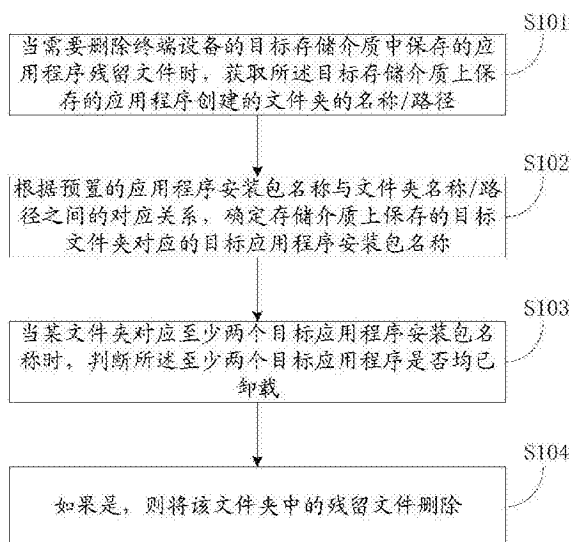 S101
当需要删除终端设备的目标存储介质中保存的应
用程序残留文件时，获取所述目标存储介质上保
存的应用程序创建的文件夹的名称/路径
S102
根据预置的应用程序安装包名称与文件夹名称/路
径之间的对应关系，确定存储介质上保存的目标
文件夹对应的目标应用程序安装包名称
S103
当某文件夹对应至少两个目标应用程序安装包名
称时，判断所述至少两个目标应用程序是否均已
卸载
S104
如果是，则将该文件夹中的残留文件删除